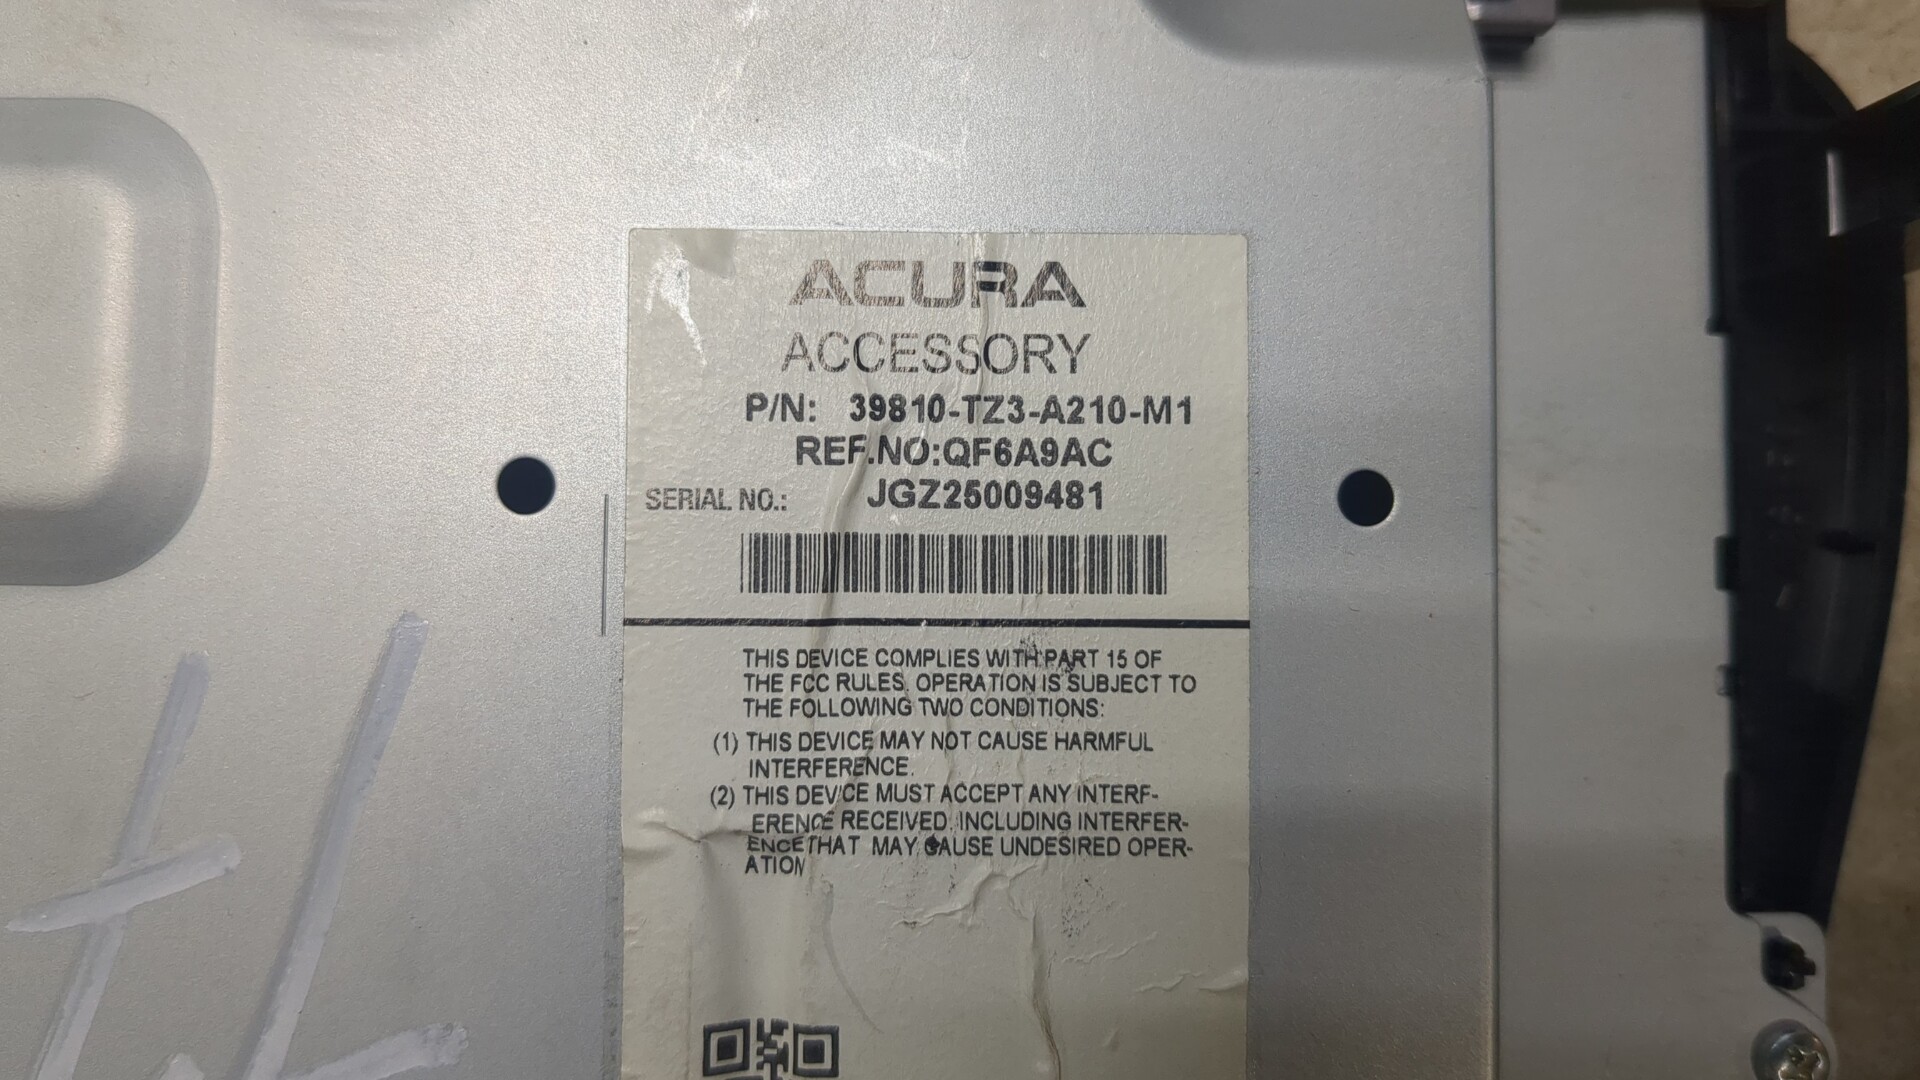 ACURA
ACCESSORY
P/N: 39810-TZ3-A210-M1
REF.NO:QF6A9AC
SERIAL NO.: JGZ25009481
THIS DEVICE COMPLIES WITH PART 15 OF
THE FCC RULES. OPERATION IS SUBJECT TO
THE FOLLOWING TWO CONDITIONS:
(1) THIS DEVICE MAY NOT CAUSE HARMFUL
INTERFERENCE.
(2) THIS DEVICE MUST ACCEPT ANY INTERF-
ERENCE RECEIVED, INCLUDING INTERFER-
ENCE THAT MAY CAUSE UNDESIRED OPER-
ATION